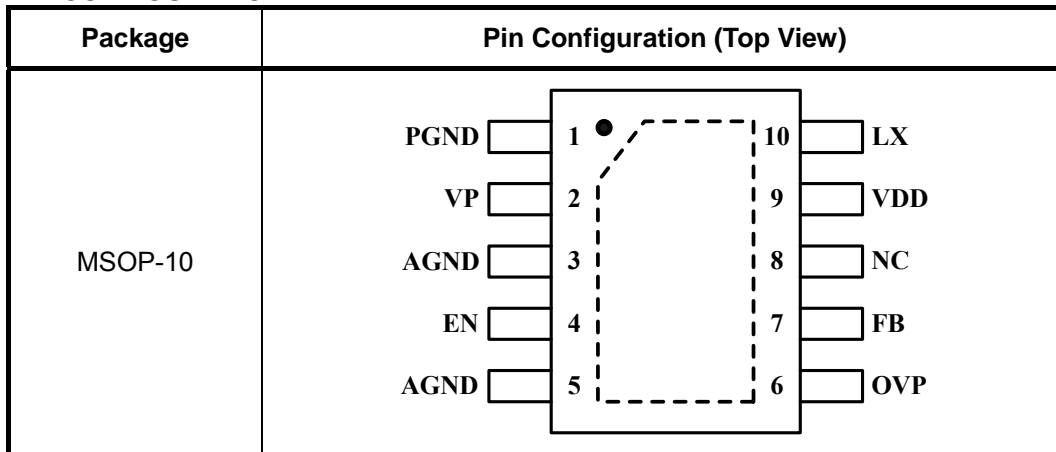 Package Pin Configuration (Top View)
MSOP-10
PGND 1 10 LX
VP 2 9 VDD
AGND 3 8 NC
EN 4 7 FB
AGND 5 6 OVP